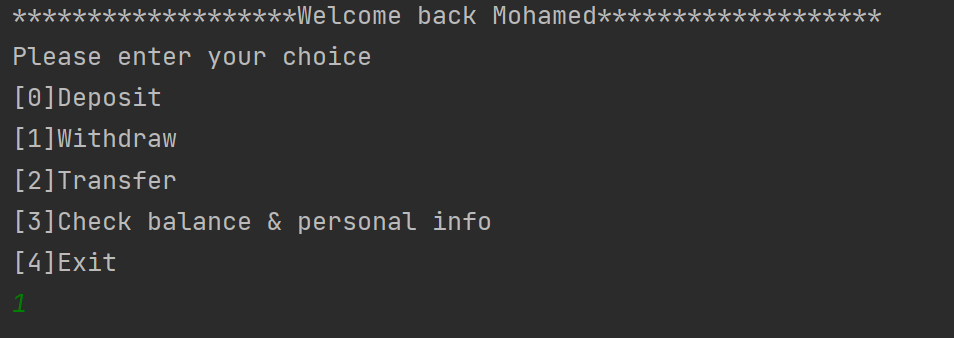 *******************Welcome back Mohamed*******************
Please enter your choice
[0]Deposit
[1]Withdraw
[2]Transfer
[3]Check balance & personal info
[4]Exit
1